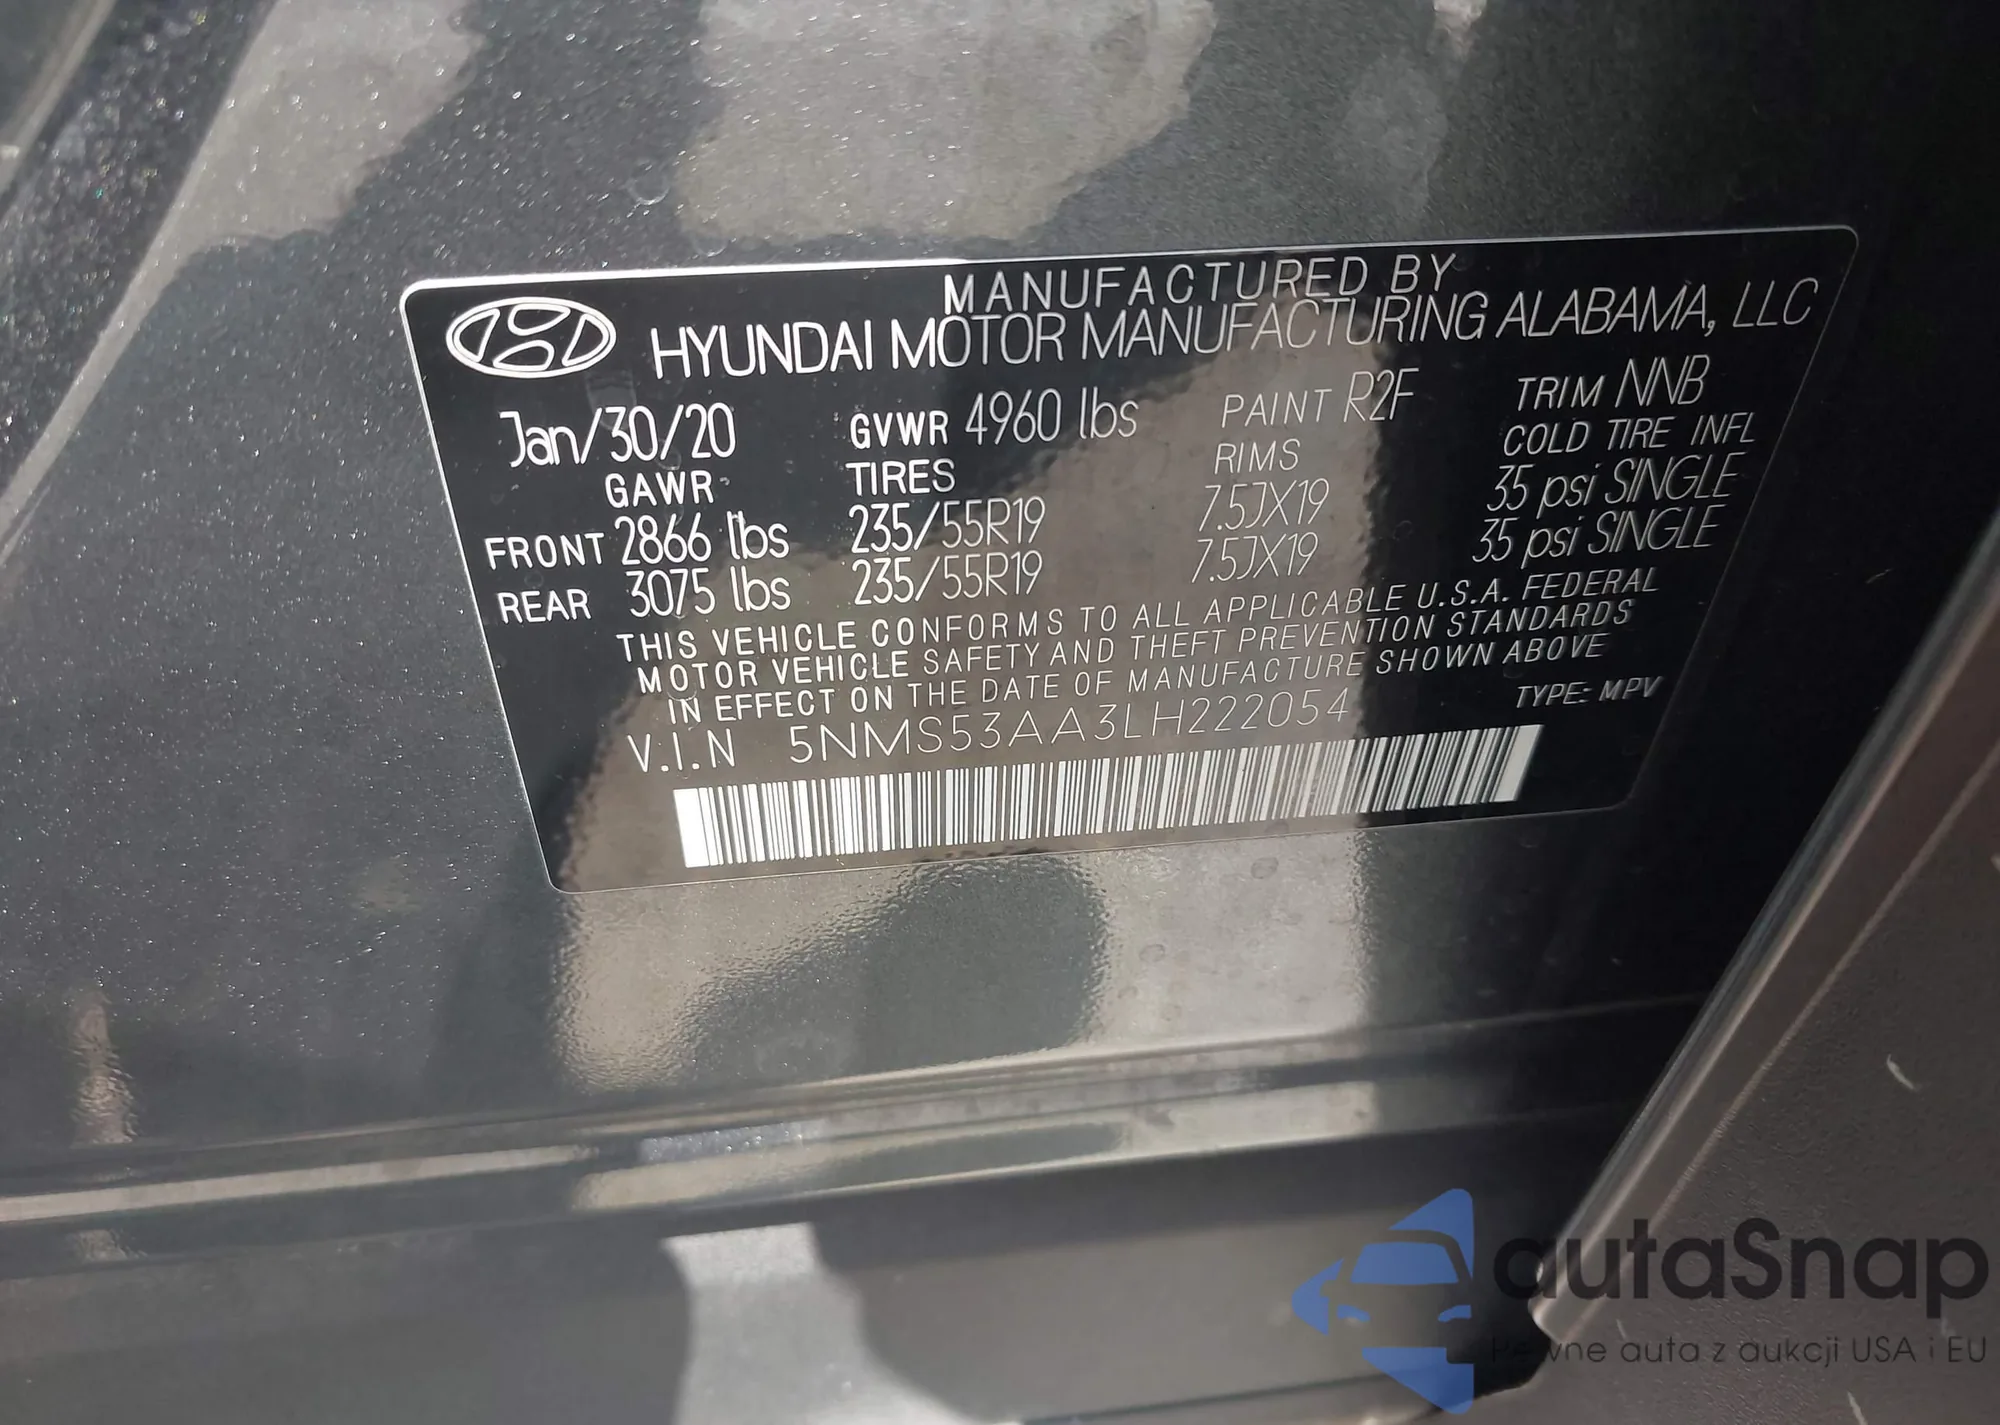 MANUFACTURED BY
HYUNDAI MOTOR MANUFACTURING ALABAMA, LLC
Jan/30/20 GVWR 4960 lbs PAINT R2F TRIM NNB
GAWR TIRES RIMS COLD TIRE INFL
FRONT 2866 lbs 235/55R19 7.5JX19 35 psi SINGLE
REAR 3075 lbs 235/55R19 7.5JX19 35 psi SINGLE
THIS VEHICLE CONFORMS TO ALL APPLICABLE U.S.A. FEDERAL
MOTOR VEHICLE SAFETY AND THEFT PREVENTION STANDARDS
IN EFFECT ON THE DATE OF MANUFACTURE SHOWN ABOVE
V.I.N 5NMS53AA3LH222054 TYPE: MPV
autaSnap
Pewne auta z aukcji USA i EU